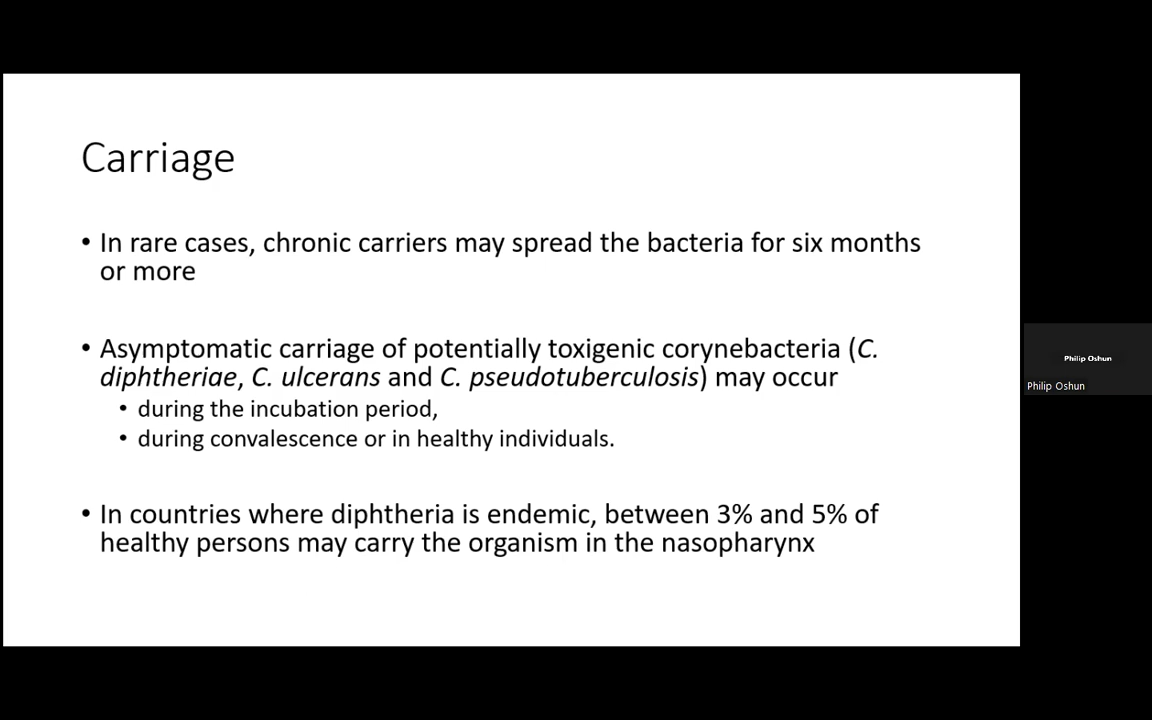 Carriage
• In rare cases, chronic carriers may spread the bacteria for six months
or more
• Asymptomatic carriage of potentially toxigenic corynebacteria (C.
diphtheriae, C. ulcerans and C. pseudotuberculosis) may occur
• during the incubation period,
• during convalescence or in healthy individuals.
• In countries where diphtheria is endemic, between 3% and 5% of
healthy persons may carry the organism in the nasopharynx
Philip Oshun
Philip Oshun